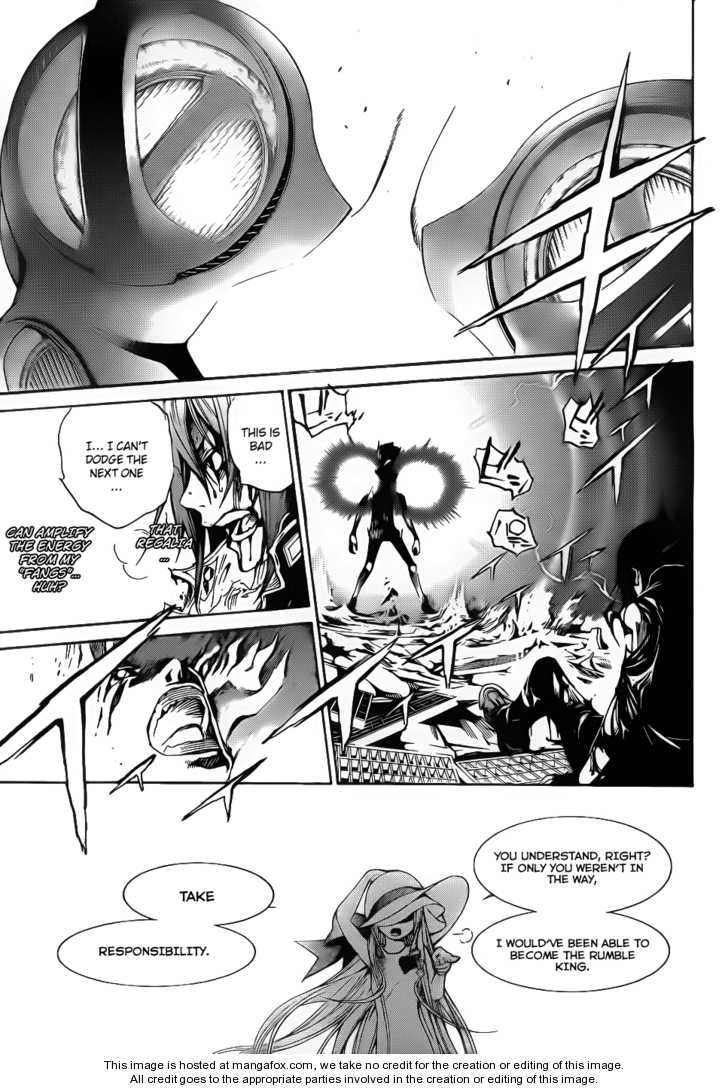 THIS IS
BAD
...
I... I CAN'T
DODGE THE
NEXT ONE
...
THAT
REGALIA
...
CAN AMPLIFY
THE ENERGY
FROM MY
"FANGS"...
HUH?
YOU UNDERSTAND, RIGHT?
IF ONLY YOU WEREN'T IN
THE WAY,
I WOULD'VE BEEN ABLE TO
BECOME THE RUMBLE
KING.
TAKE
RESPONSIBILITY.
This image is hosted at mangafox.com, we take no credit for the creation or editing of this image.
All credit goes to the appropriate parties involved in the creation or editing of this image.